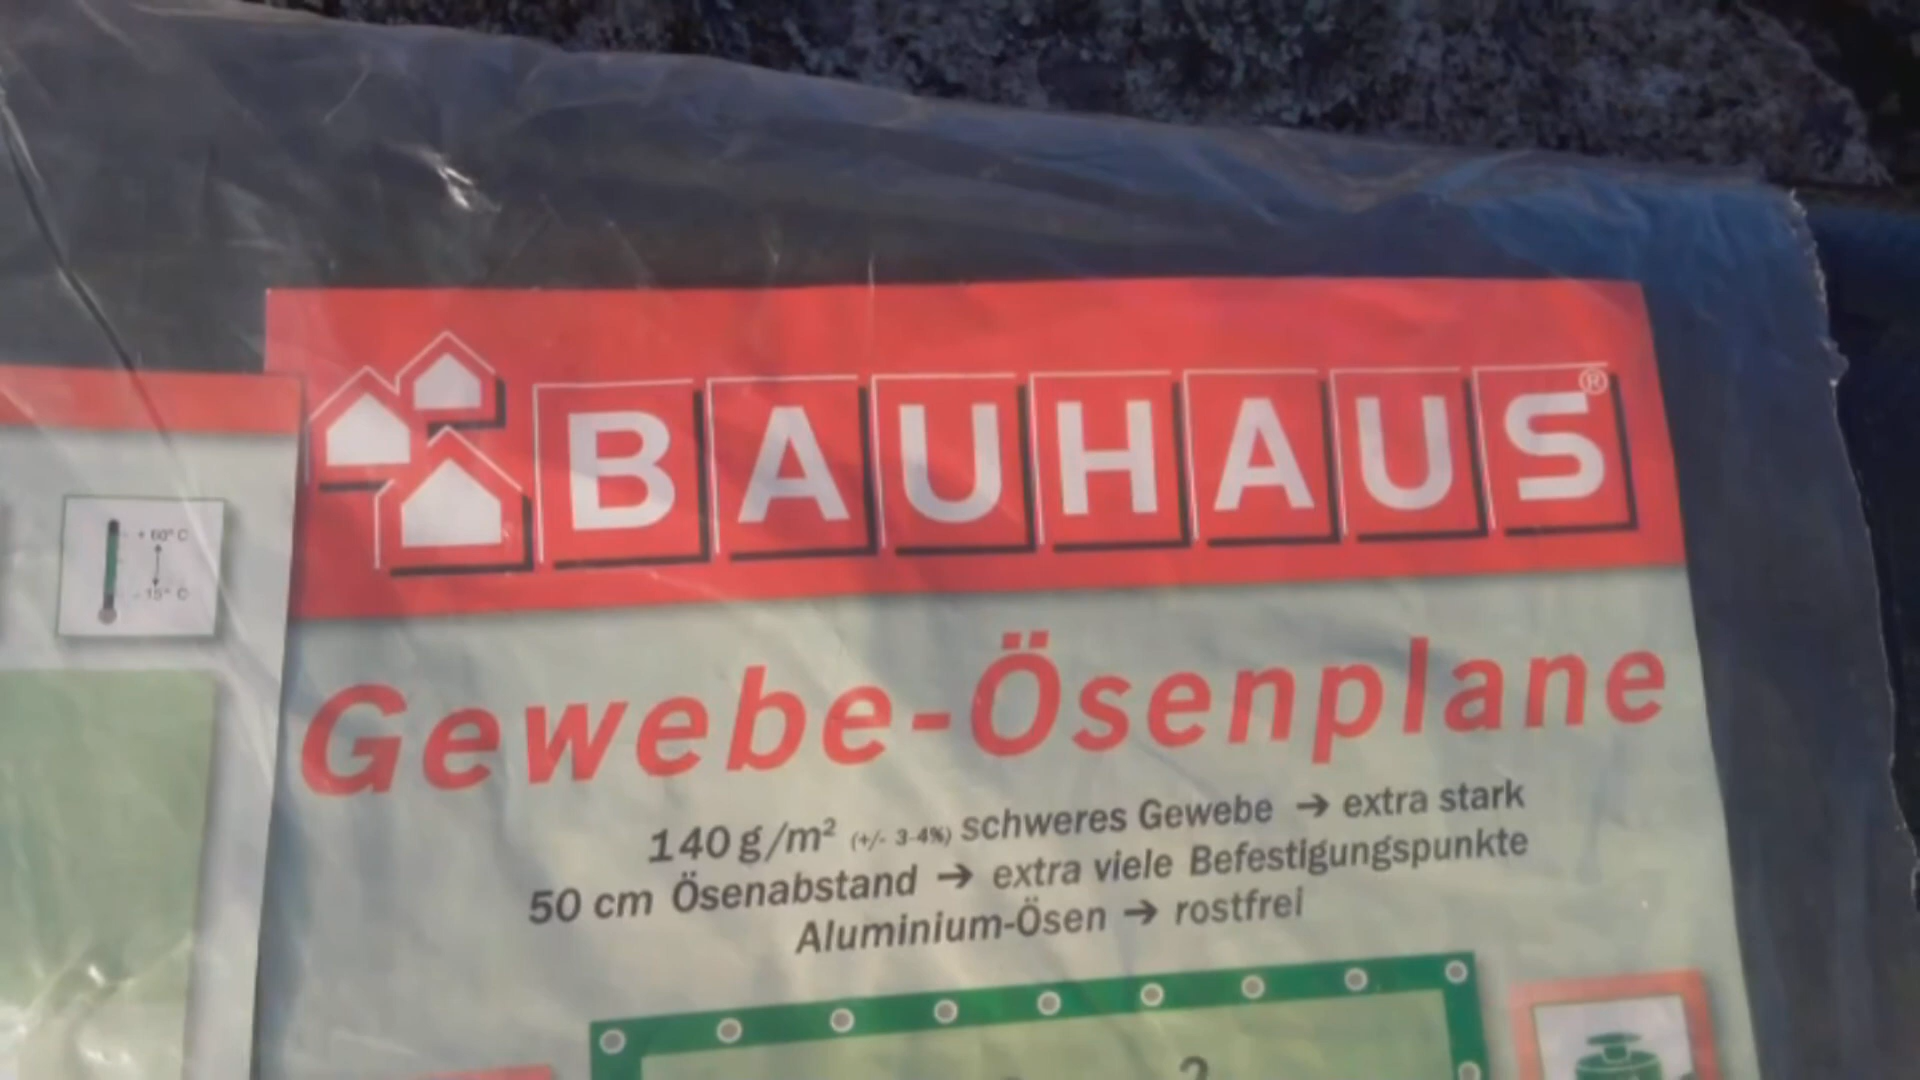 BAUHAUS®
+ 60° C
- 15° C
Gewebe-Ösenplane
140 g/m² (+/- 3-4%) schweres Gewebe → extra stark
50 cm Ösenabstand → extra viele Befestigungspunkte
Aluminium-Ösen → rostfrei